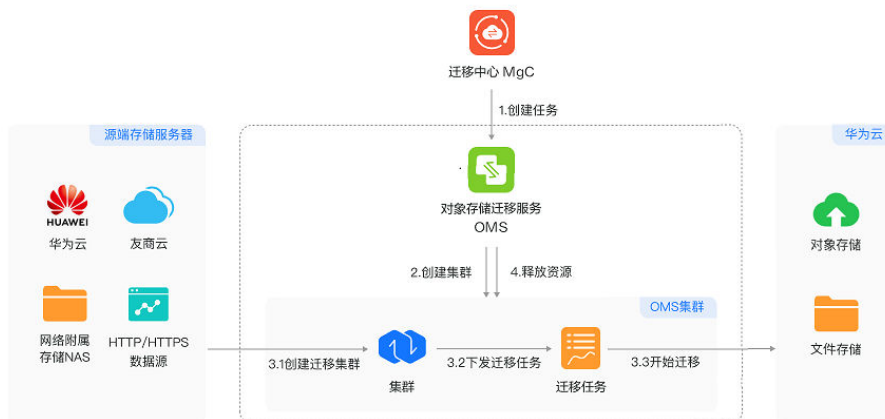 迁移中心 MgC
1.创建任务
源端存储服务器
华为云
HUAWEI
华为云
友商云
对象存储迁移服务
OMS
对象存储
2.创建集群
4.释放资源
OMS集群
网络附属
存储NAS
HTTP/HTTPS
数据源
3.1创建迁移集群
集群
3.2下发迁移任务
迁移任务
3.3开始迁移
文件存储